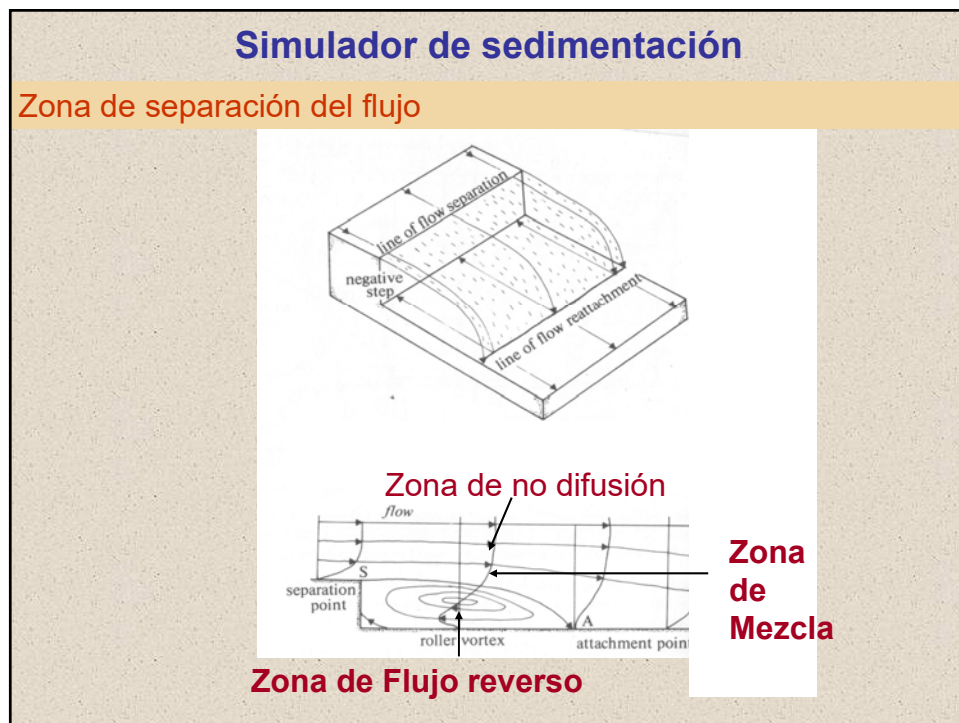 Simulador de sedimentación
Zona de separación del flujo
line of flow separation
negative
step
line of flow reattachment
Zona de no difusión
flow
S
separation
point
Zona
de
Mezcla
A
roller vortex
attachment point
Zona de Flujo reverso